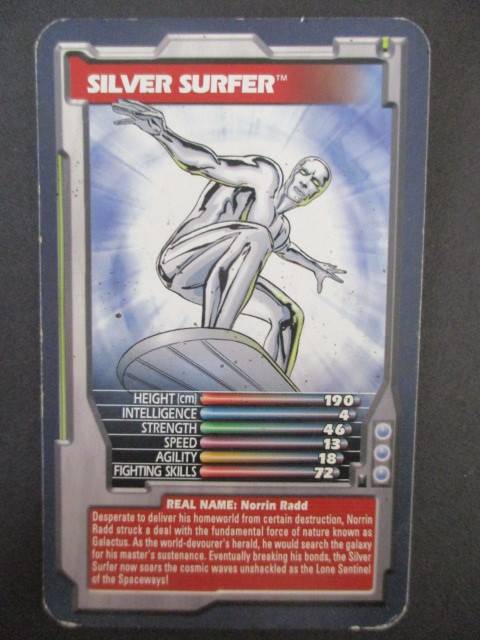 SILVER SURFER™
HEIGHT (cm) 190
INTELLIGENCE 4
STRENGTH 46
SPEED 13
AGILITY 18
FIGHTING SKILLS 72
REAL NAME: Norrin Radd
Desperate to deliver his homeworld from certain destruction, Norrin
Radd struck a deal with the fundamental force of nature known as
Galactus. As the world-devourer's herald, he would search the galaxy
for his master's sustenance. Eventually breaking his bonds, the Silver
Surfer now soars the cosmic waves unshackled as the Lone Sentinel
of the Spaceways!